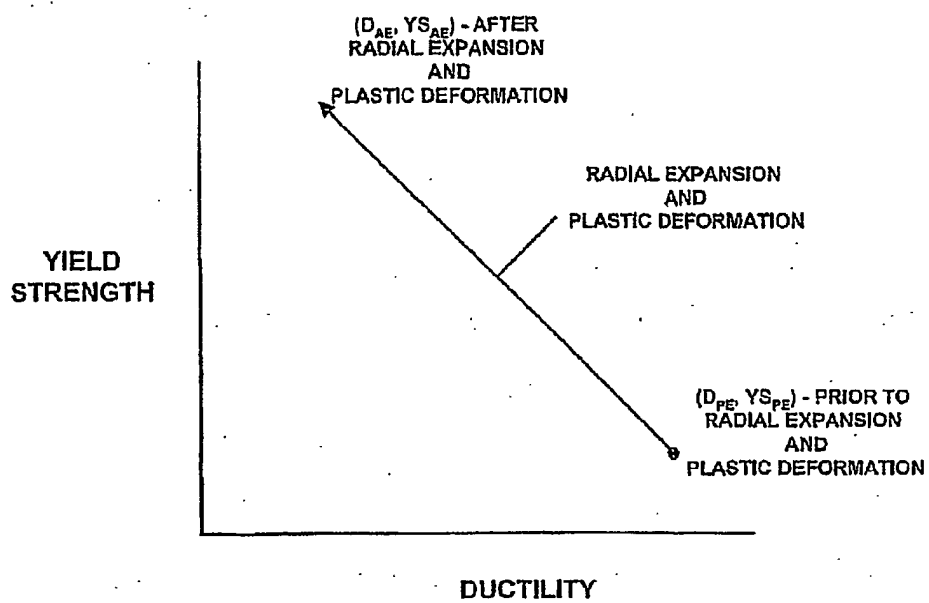 (D_AE, YS_AE) - AFTER
RADIAL EXPANSION
AND
PLASTIC DEFORMATION
RADIAL EXPANSION
AND
PLASTIC DEFORMATION
YIELD
STRENGTH
(D_PE, YS_PE) - PRIOR TO
RADIAL EXPANSION
AND
PLASTIC DEFORMATION
DUCTILITY